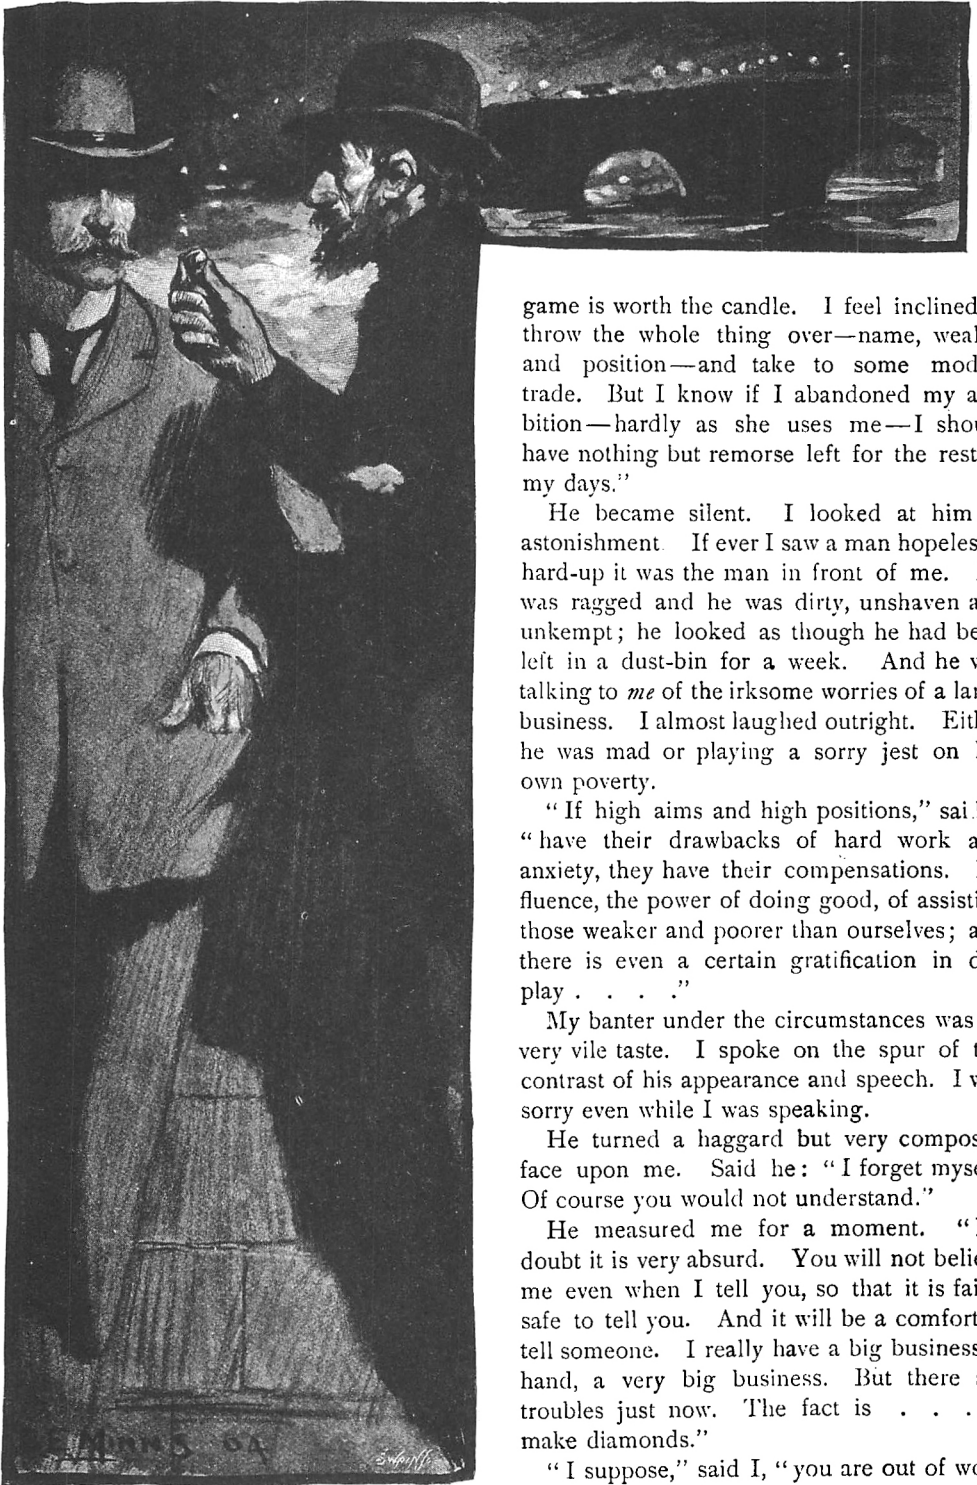 game is worth the candle. I feel inclined
throw the whole thing over—name, weal
and position—and take to some mod
trade. But I know if I abandoned my a
bition—hardly as she uses me—I shou
have nothing but remorse left for the rest
my days."
He became silent. I looked at him
astonishment. If ever I saw a man hopeles
hard-up it was the man in front of me.
was ragged and he was dirty, unshaven a
unkempt; he looked as though he had be
left in a dust-bin for a week. And he w
talking to me of the irksome worries of a lar
business. I almost laughed outright. Eith
he was mad or playing a sorry jest on
own poverty.
"If high aims and high positions," said
"have their drawbacks of hard work a
anxiety, they have their compensations.
fluence, the power of doing good, of assisti
those weaker and poorer than ourselves; a
there is even a certain gratification in d
play . . . ."
My banter under the circumstances was
very vile taste. I spoke on the spur of t
contrast of his appearance and speech. I w
sorry even while I was speaking.
He turned a haggard but very compos
face upon me. Said he: "I forget myse
Of course you would not understand."
He measured me for a moment. "
doubt it is very absurd. You will not belie
me even when I tell you, so that it is fai
safe to tell you. And it will be a comfort
tell someone. I really have a big business
hand, a very big business. But there
troubles just now. The fact is . . .
make diamonds."
"I suppose," said I, "you are out of wo